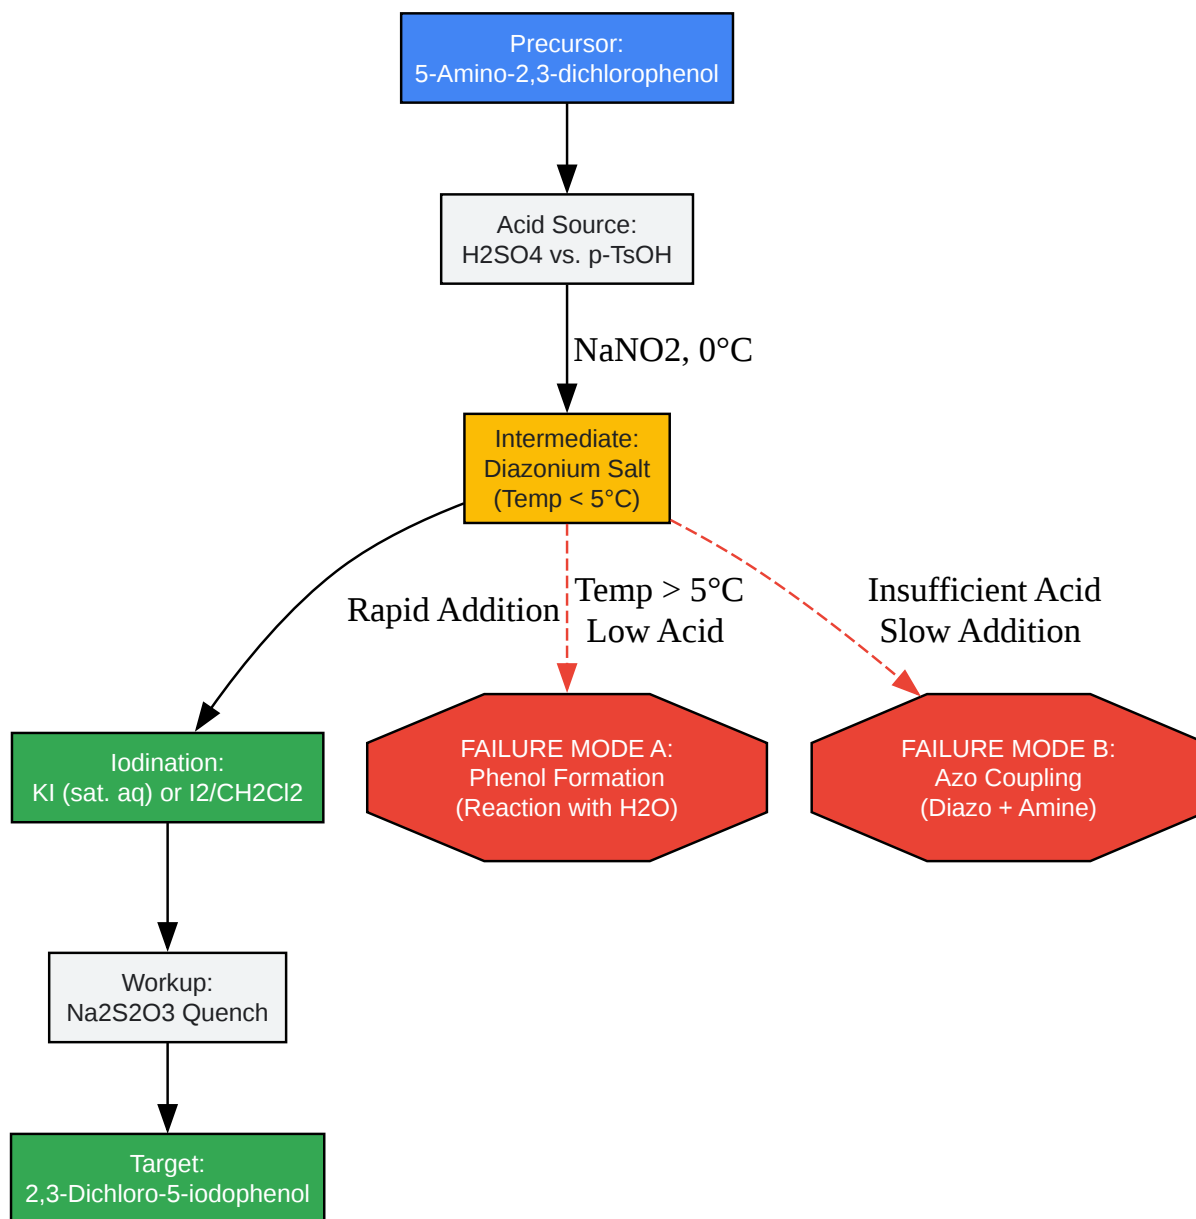 Precursor:
5-Amino-2,3-dichlorophenol
Acid Source:
H2SO4 vs. p-TsOH
NaNO2, 0°C
Intermediate:
Diazonium Salt
(Temp < 5°C)
Rapid Addition
Temp > 5°C
Low Acid
Insufficient Acid
Slow Addition
Iodination:
KI (sat. aq) or I2/CH2Cl2
FAILURE MODE A:
Phenol Formation
(Reaction with H2O)
FAILURE MODE B:
Azo Coupling
(Diazo + Amine)
Workup:
Na2S2O3 Quench
Target:
2,3-Dichloro-5-iodophenol